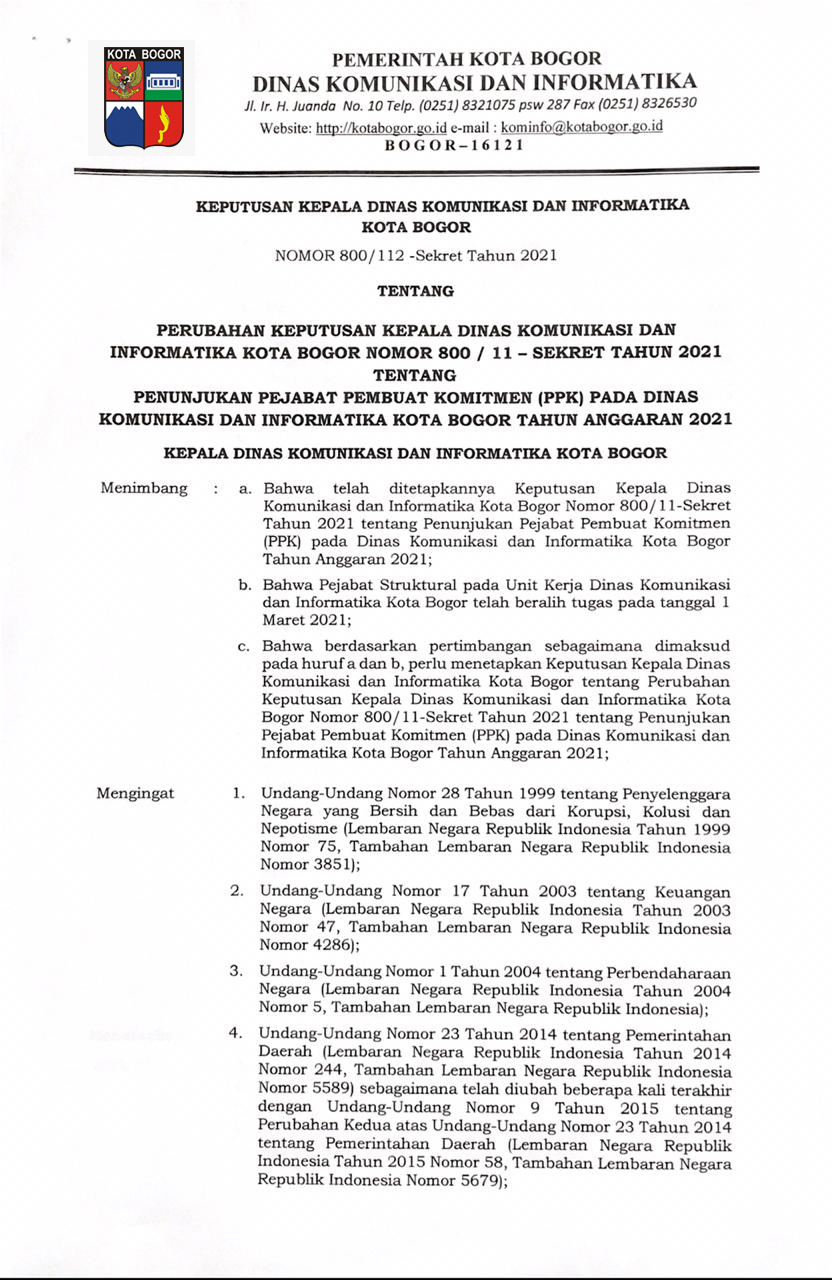 KOTA BOGOR
PEMERINTAH KOTA BOGOR
DINAS KOMUNIKASI DAN INFORMATIKA
Jl. Ir. H. Juanda No. 10 Telp. (0251) 8321075 psw 287 Fax (0251) 8326530
Website: http://kotabogor.go.id e-mail : kominfo@kotabogor.go.id
BOGOR–16121
KEPUTUSAN KEPALA DINAS KOMUNIKASI DAN INFORMATIKA
KOTA BOGOR
NOMOR 800/112 -Sekret Tahun 2021
TENTANG
PERUBAHAN KEPUTUSAN KEPALA DINAS KOMUNIKASI DAN
INFORMATIKA KOTA BOGOR NOMOR 800 / 11 – SEKRET TAHUN 2021
TENTANG
PENUNJUKAN PEJABAT PEMBUAT KOMITMEN (PPK) PADA DINAS
KOMUNIKASI DAN INFORMATIKA KOTA BOGOR TAHUN ANGGARAN 2021
KEPALA DINAS KOMUNIKASI DAN INFORMATIKA KOTA BOGOR
Menimbang : a. Bahwa telah ditetapkannya Keputusan Kepala Dinas
Komunikasi dan Informatika Kota Bogor Nomor 800/11-Sekret
Tahun 2021 tentang Penunjukan Pejabat Pembuat Komitmen
(PPK) pada Dinas Komunikasi dan Informatika Kota Bogor
Tahun Anggaran 2021;
b. Bahwa Pejabat Struktural pada Unit Kerja Dinas Komunikasi
dan Informatika Kota Bogor telah beralih tugas pada tanggal 1
Maret 2021;
c. Bahwa berdasarkan pertimbangan sebagaimana dimaksud
pada huruf a dan b, perlu menetapkan Keputusan Kepala Dinas
Komunikasi dan Informatika Kota Bogor tentang Perubahan
Keputusan Kepala Dinas Komunikasi dan Informatika Kota
Bogor Nomor 800/11-Sekret Tahun 2021 tentang Penunjukan
Pejabat Pembuat Komitmen (PPK) pada Dinas Komunikasi dan
Informatika Kota Bogor Tahun Anggaran 2021;
Mengingat 1. Undang-Undang Nomor 28 Tahun 1999 tentang Penyelenggara
Negara yang Bersih dan Bebas dari Korupsi, Kolusi dan
Nepotisme (Lembaran Negara Republik Indonesia Tahun 1999
Nomor 75, Tambahan Lembaran Negara Republik Indonesia
Nomor 3851);
2. Undang-Undang Nomor 17 Tahun 2003 tentang Keuangan
Negara (Lembaran Negara Republik Indonesia Tahun 2003
Nomor 47, Tambahan Lembaran Negara Republik Indonesia
Nomor 4286);
3. Undang-Undang Nomor 1 Tahun 2004 tentang Perbendaharaan
Negara (Lembaran Negara Republik Indonesia Tahun 2004
Nomor 5, Tambahan Lembaran Negara Republik Indonesia);
4. Undang-Undang Nomor 23 Tahun 2014 tentang Pemerintahan
Daerah (Lembaran Negara Republik Indonesia Tahun 2014
Nomor 244, Tambahan Lembaran Negara Republik Indonesia
Nomor 5589) sebagaimana telah diubah beberapa kali terakhir
dengan Undang-Undang Nomor 9 Tahun 2015 tentang
Perubahan Kedua atas Undang-Undang Nomor 23 Tahun 2014
tentang Pemerintahan Daerah (Lembaran Negara Republik
Indonesia Tahun 2015 Nomor 58, Tambahan Lembaran Negara
Republik Indonesia Nomor 5679);